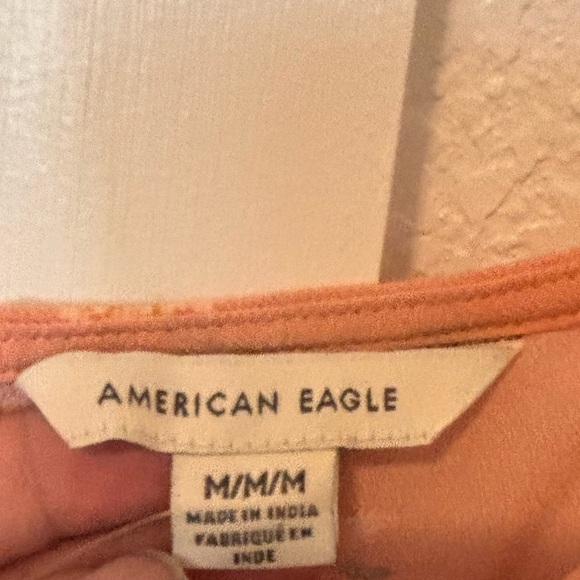 AMERICAN EAGLE
M/M/M
MADE IN INDIA
FABRIQUÉ EN
INDE